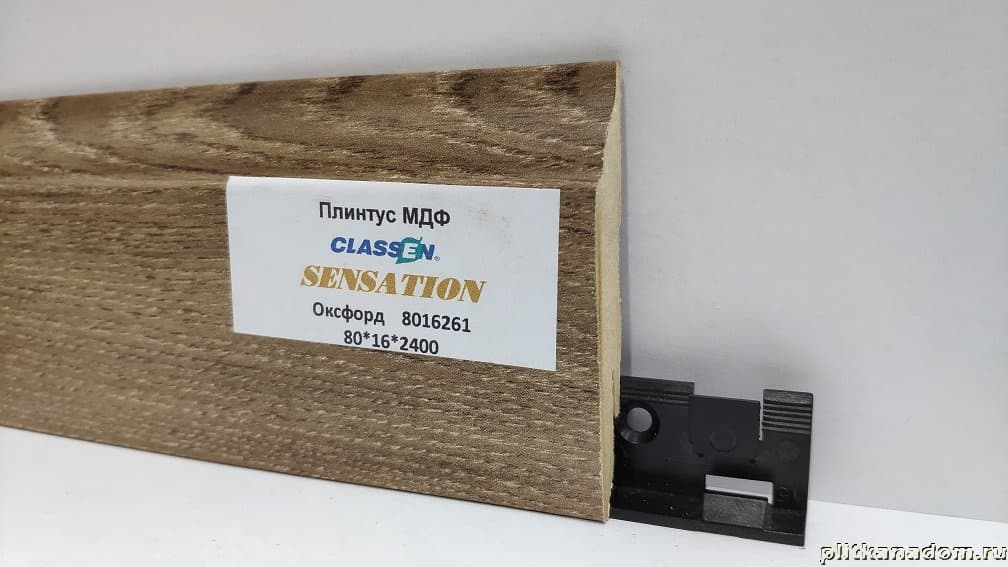 Плинтус МДФ
CLASSEN®
SENSATION
Оксфорд 8016261
80*16*2400
plitkanadom.ru